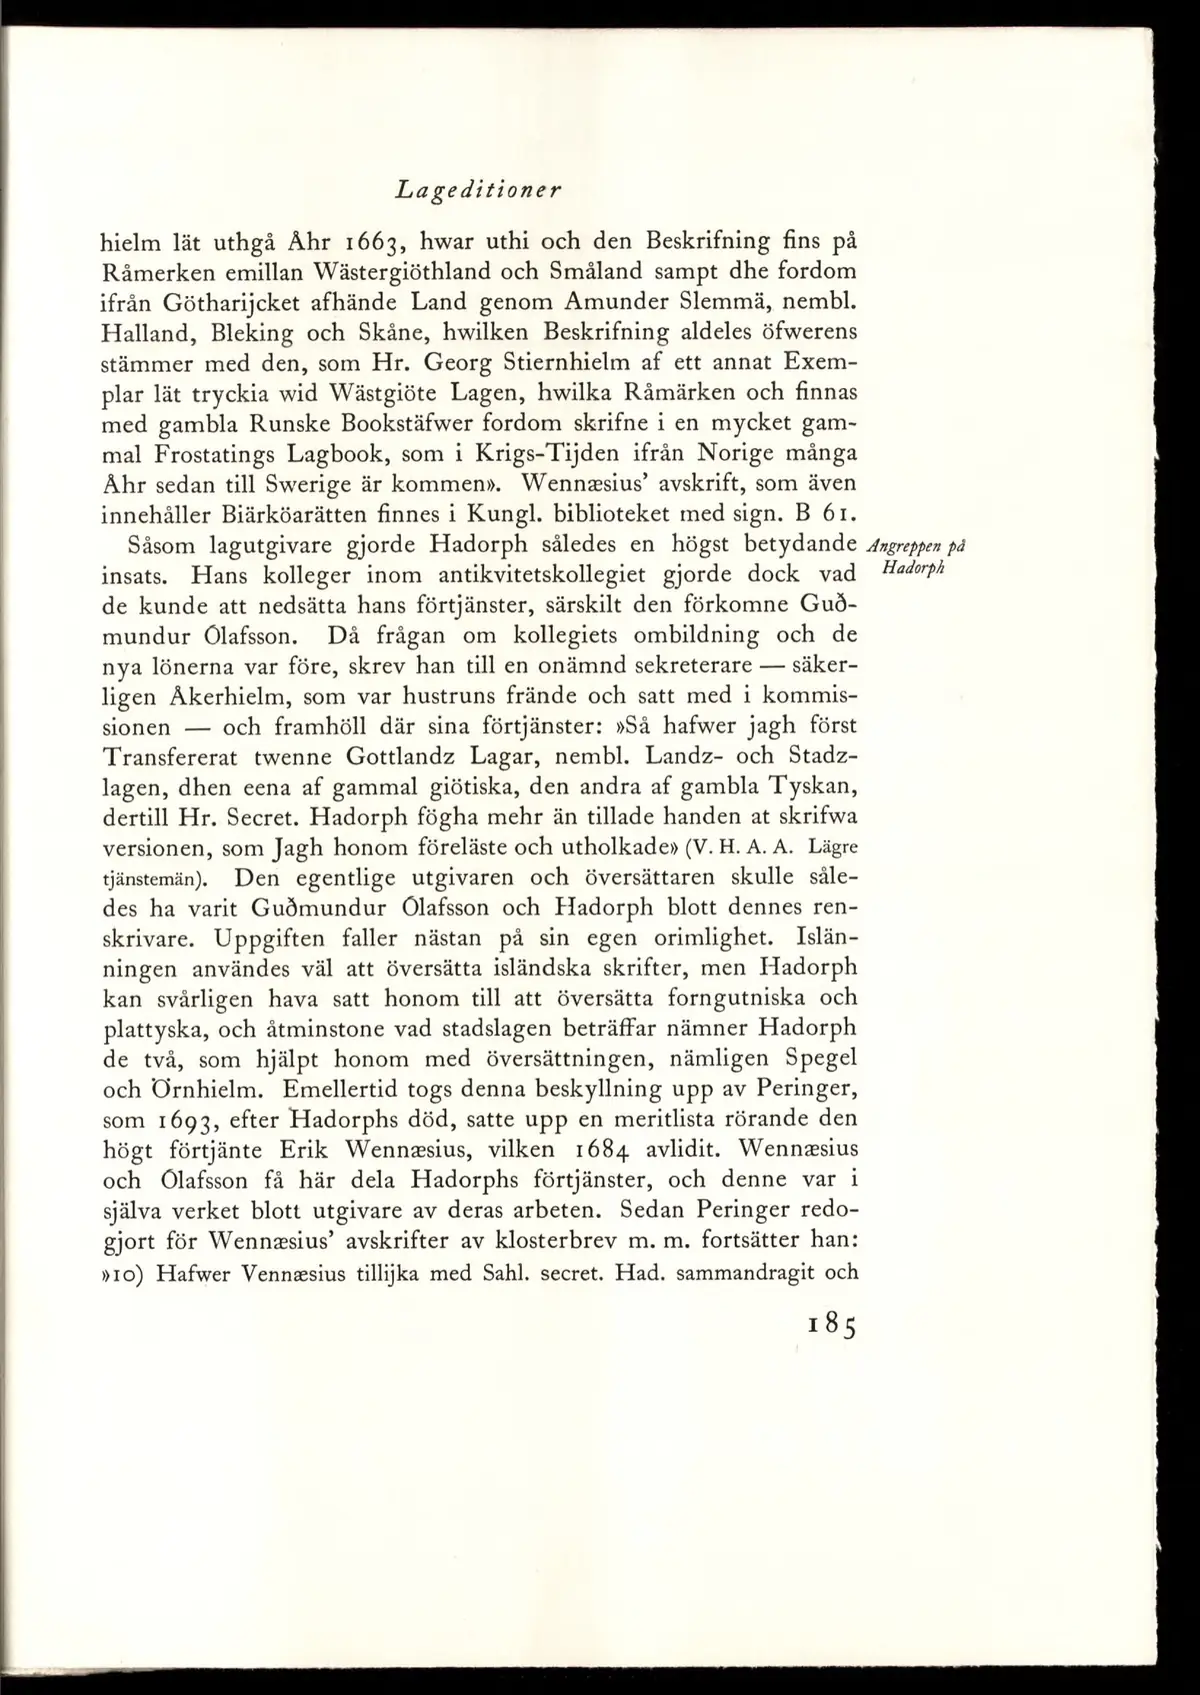 Lageditioner
hielm lät uthgå Åhr 1663, hwar uthi och den Beskrifning fins på
Råmerken emillan Wästergiöthland och Småland sampt dhe fordom
ifrån Götharijcket afhände Land genom Amunder Slemmä, nembl.
Halland, Bleking och Skåne, hwilken Beskrifning aldeles öfwerens
stämmer med den, som Hr. Georg Stiernhielm af ett annat Exem-
plar lät tryckia wid Wästgiöte Lagen, hwilka Råmärken och finnas
med gambla Runske Bookstäfwer fordom skrifne i en mycket gam-
mal Frostatings Lagbook, som i Krigs-Tijden ifrån Norige många
Åhr sedan till Swerige är kommen». Wennæsius’ avskrift, som även
innehåller Biärköarätten finnes i Kungl. biblioteket med sign. B 61.
Såsom lagutgivare gjorde Hadorph således en högst betydande
Angreppen på
Hadorph
insats. Hans kolleger inom antikvitetskollegiet gjorde dock vad
de kunde att nedsätta hans förtjänster, särskilt den förkomne Guð-
mundur Ólafsson. Då frågan om kollegiets ombildning och de
nya lönerna var före, skrev han till en onämnd sekreterare — säker-
ligen Åkerhielm, som var hustruns frände och satt med i kommis-
sionen — och framhöll där sina förtjänster: »Så hafwer jagh först
Transfererat twenne Gottlandz Lagar, nembl. Landz- och Stadz-
lagen, dhen eena af gammal giötiska, den andra af gambla Tyskan,
dertill Hr. Secret. Hadorph fögha mehr än tillade handen at skrifwa
versionen, som Jagh honom föreläste och utholkade» (V. H. A. A. Lägre
tjänstemän). Den egentlige utgivaren och översättaren skulle såle-
des ha varit Guðmundur Ólafsson och Hadorph blott dennes ren-
skrivare. Uppgiften faller nästan på sin egen orimlighet. Islän-
ningen användes väl att översätta isländska skrifter, men Hadorph
kan svårligen hava satt honom till att översätta forngutniska och
plattyska, och åtminstone vad stadslagen beträffar nämner Hadorph
de två, som hjälpt honom med översättningen, nämligen Spegel
och Örnhielm. Emellertid togs denna beskyllning upp av Peringer,
som 1693, efter Hadorphs död, satte upp en meritlista rörande den
högt förtjänte Erik Wennæsius, vilken 1684 avlidit. Wennæsius
och Ólafsson få här dela Hadorphs förtjänster, och denne var i
själva verket blott utgivare av deras arbeten. Sedan Peringer redo-
gjort för Wennæsius’ avskrifter av klosterbrev m. m. fortsätter han:
»10) Hafwer Vennæsius tillijka med Sahl. secret. Had. sammandragit och
185